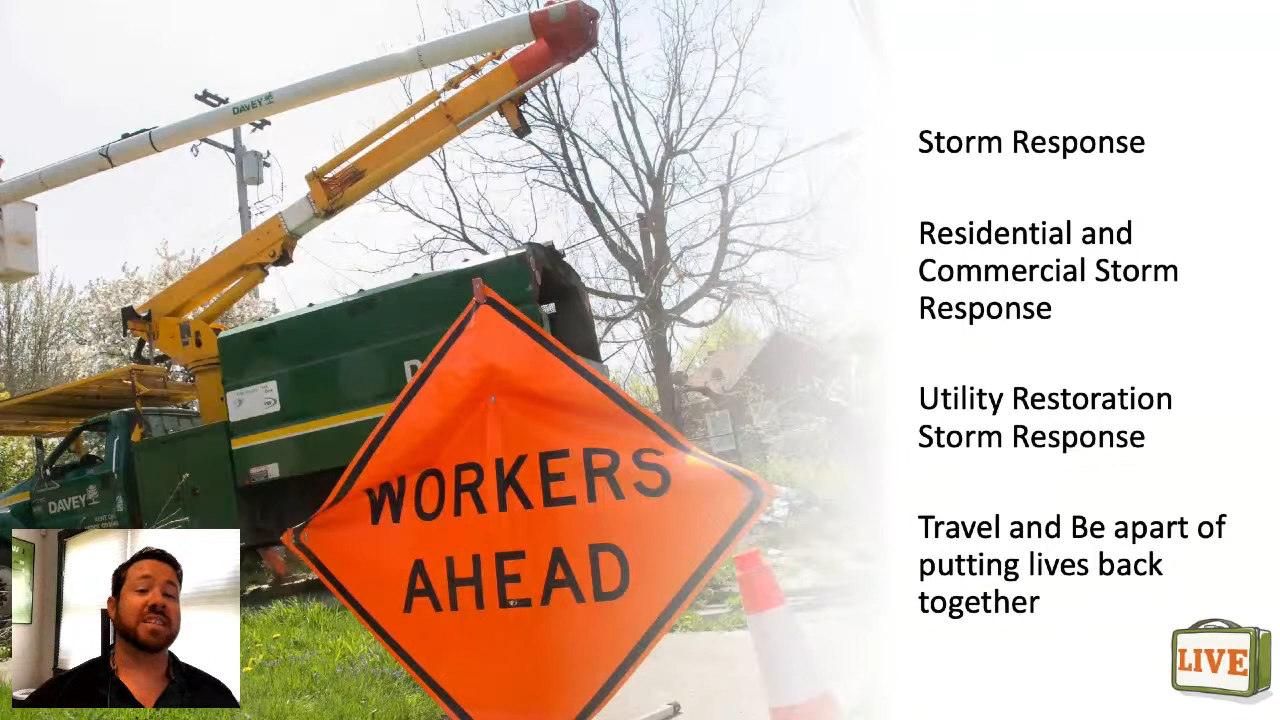 DAVEY
DAVEY
WORKERS
AHEAD
Storm Response
Residential and
Commercial Storm
Response
Utility Restoration
Storm Response
Travel and Be apart of
putting lives back
together
LIVE